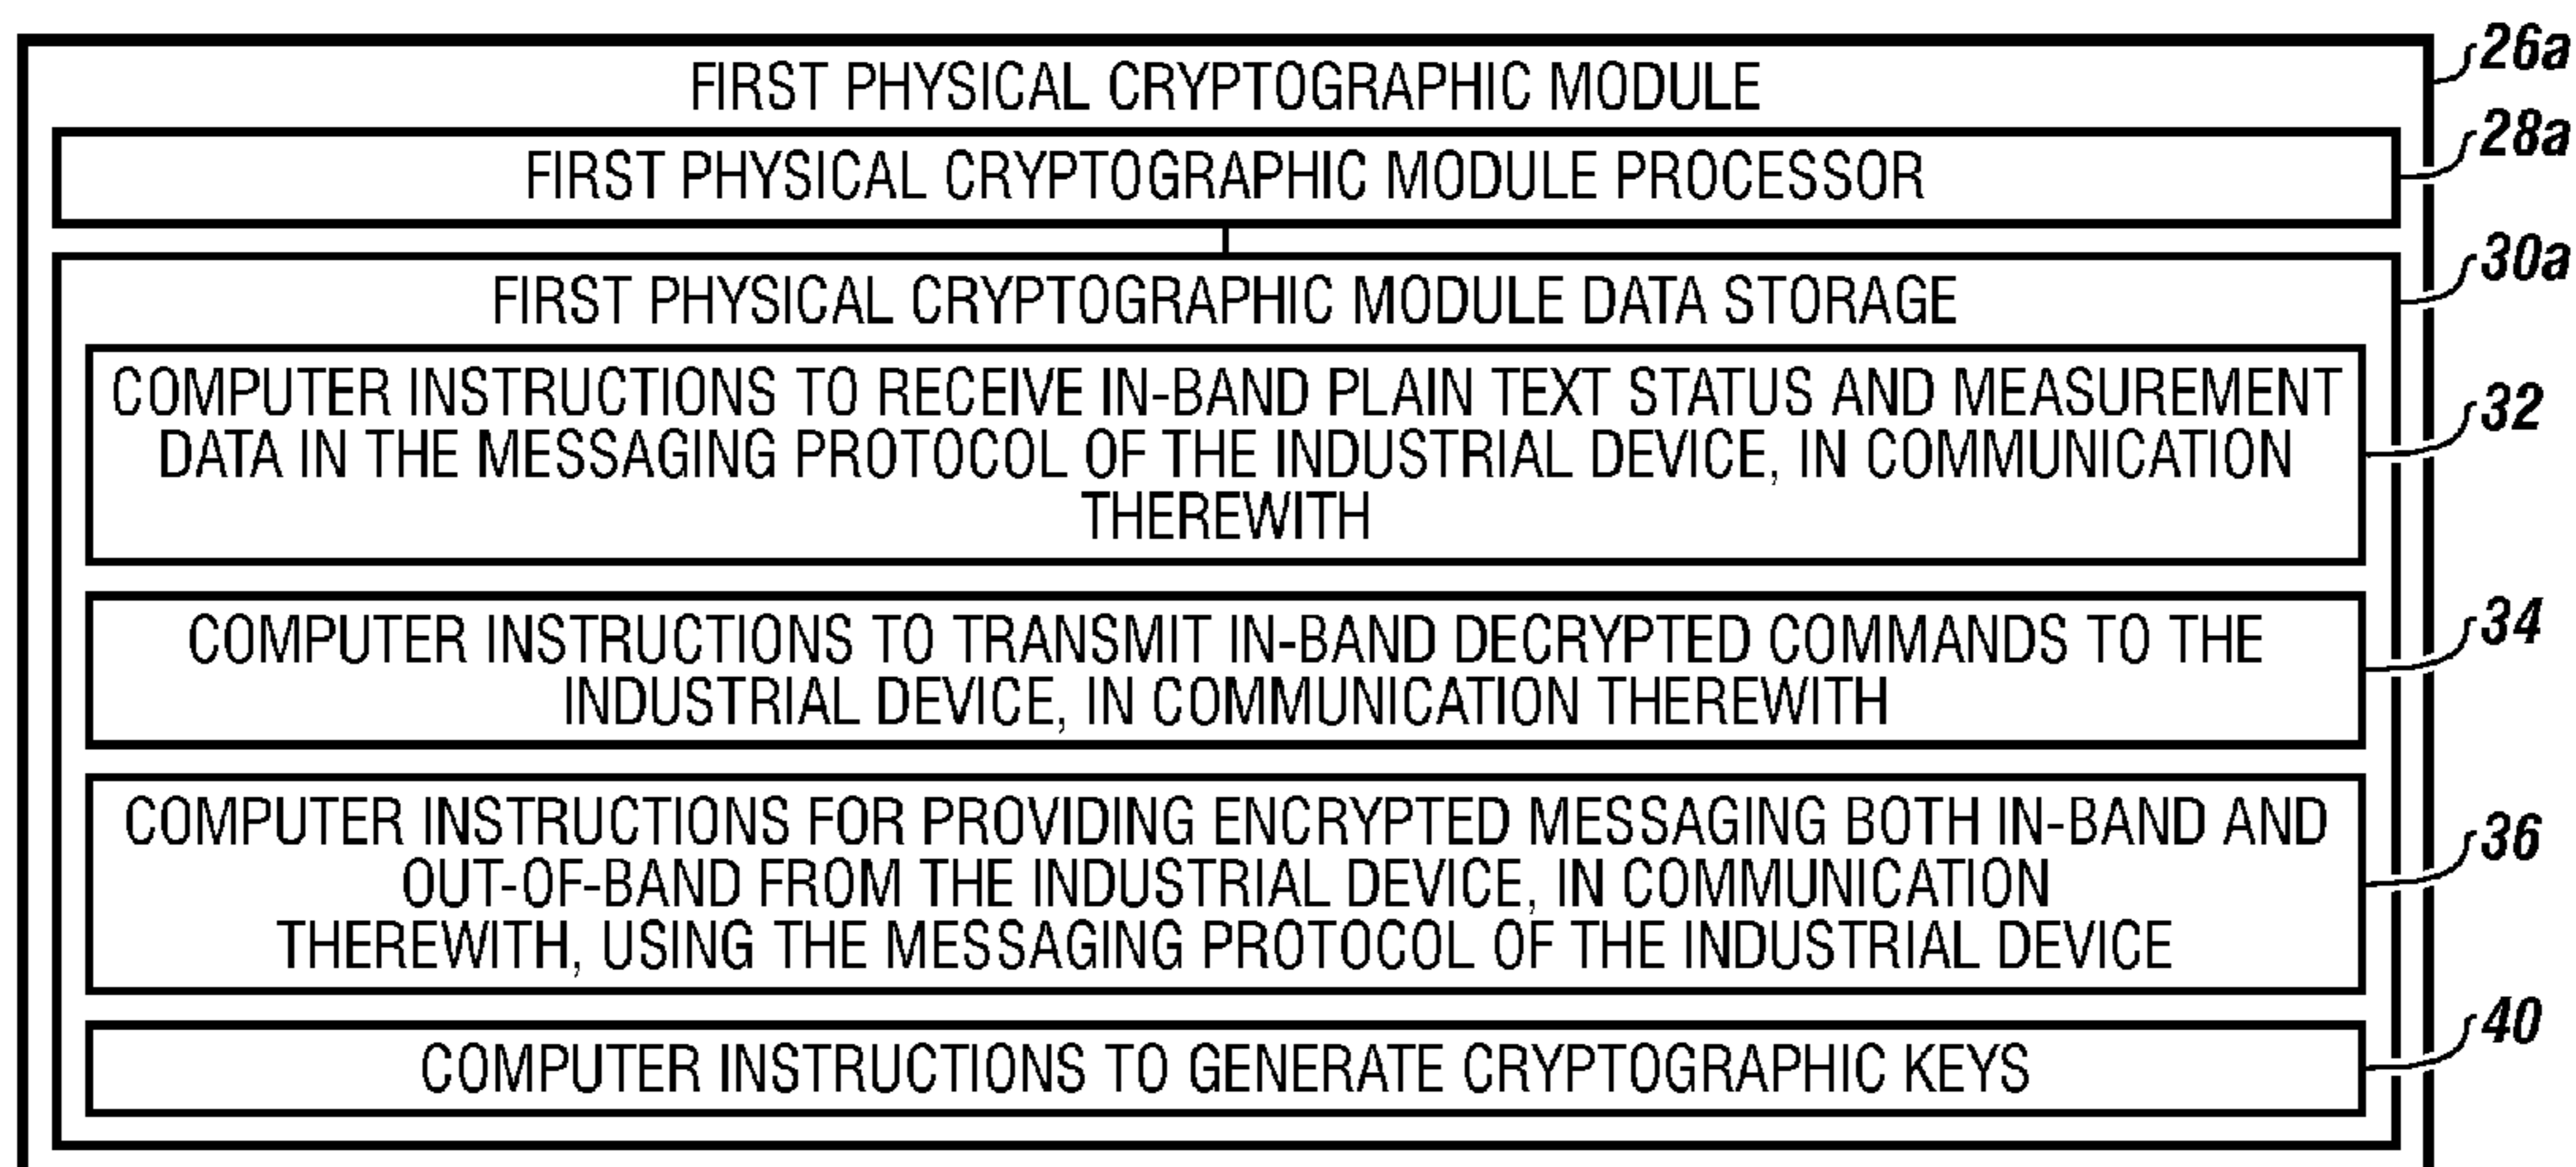 FIRST PHYSICAL CRYPTOGRAPHIC MODULE
26a
FIRST PHYSICAL CRYPTOGRAPHIC MODULE PROCESSOR
28a
FIRST PHYSICAL CRYPTOGRAPHIC MODULE DATA STORAGE
30a
COMPUTER INSTRUCTIONS TO RECEIVE IN-BAND PLAIN TEXT STATUS AND MEASUREMENT
DATA IN THE MESSAGING PROTOCOL OF THE INDUSTRIAL DEVICE, IN COMMUNICATION
THEREWITH
32
COMPUTER INSTRUCTIONS TO TRANSMIT IN-BAND DECRYPTED COMMANDS TO THE
INDUSTRIAL DEVICE, IN COMMUNICATION THEREWITH
34
COMPUTER INSTRUCTIONS FOR PROVIDING ENCRYPTED MESSAGING BOTH IN-BAND AND
OUT-OF-BAND FROM THE INDUSTRIAL DEVICE, IN COMMUNICATION
THEREWITH, USING THE MESSAGING PROTOCOL OF THE INDUSTRIAL DEVICE
36
COMPUTER INSTRUCTIONS TO GENERATE CRYPTOGRAPHIC KEYS
40